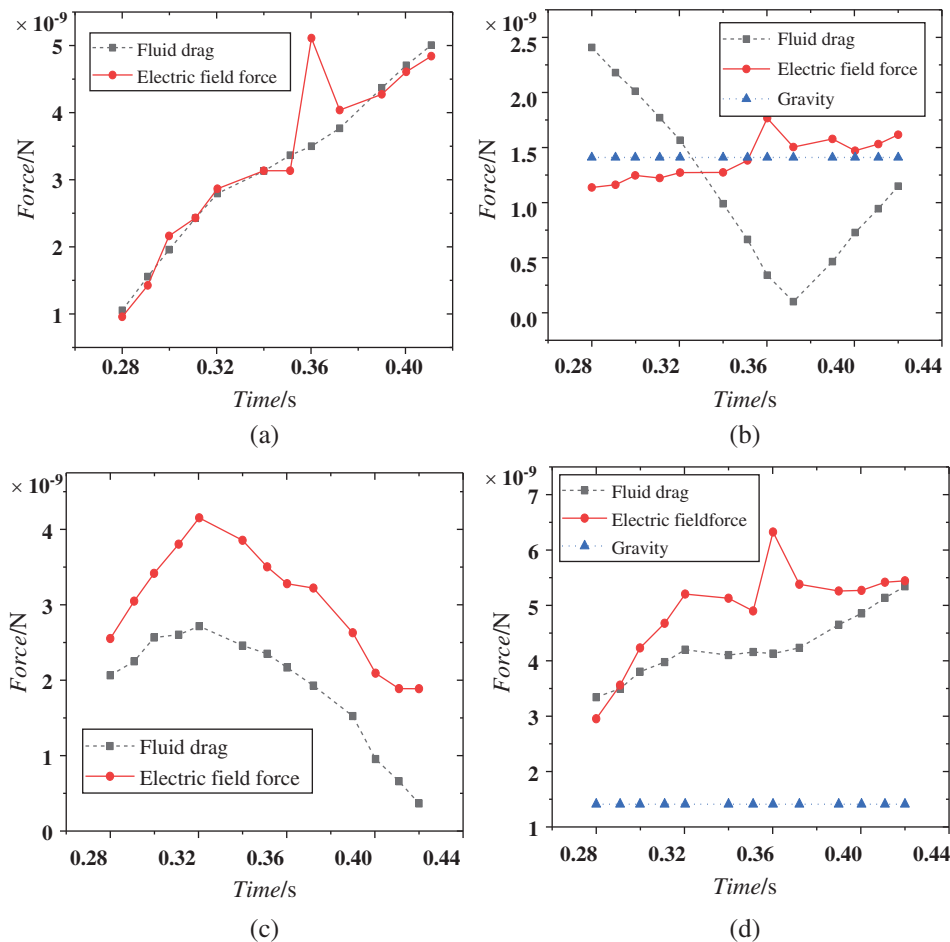 × 10^-9
Fluid drag
Electric field force
5
4
3
2
1
Force/N
0.28 0.32 0.36 0.40
Time/s
(a)
× 10^-9
Fluid drag
Electric field force
Gravity
2.5
2.0
1.5
1.0
0.5
0.0
Force/N
0.28 0.32 0.36 0.40 0.44
Time/s
(b)
× 10^-9
4
3
2
1
0
Force/N
Fluid drag
Electric field force
0.28 0.32 0.36 0.40 0.44
Time/s
(c)
× 10^-9
Fluid drag
Electric fieldforce
Gravity
7
6
5
4
3
2
1
Force/N
0.28 0.32 0.36 0.40 0.44
Time/s
(d)